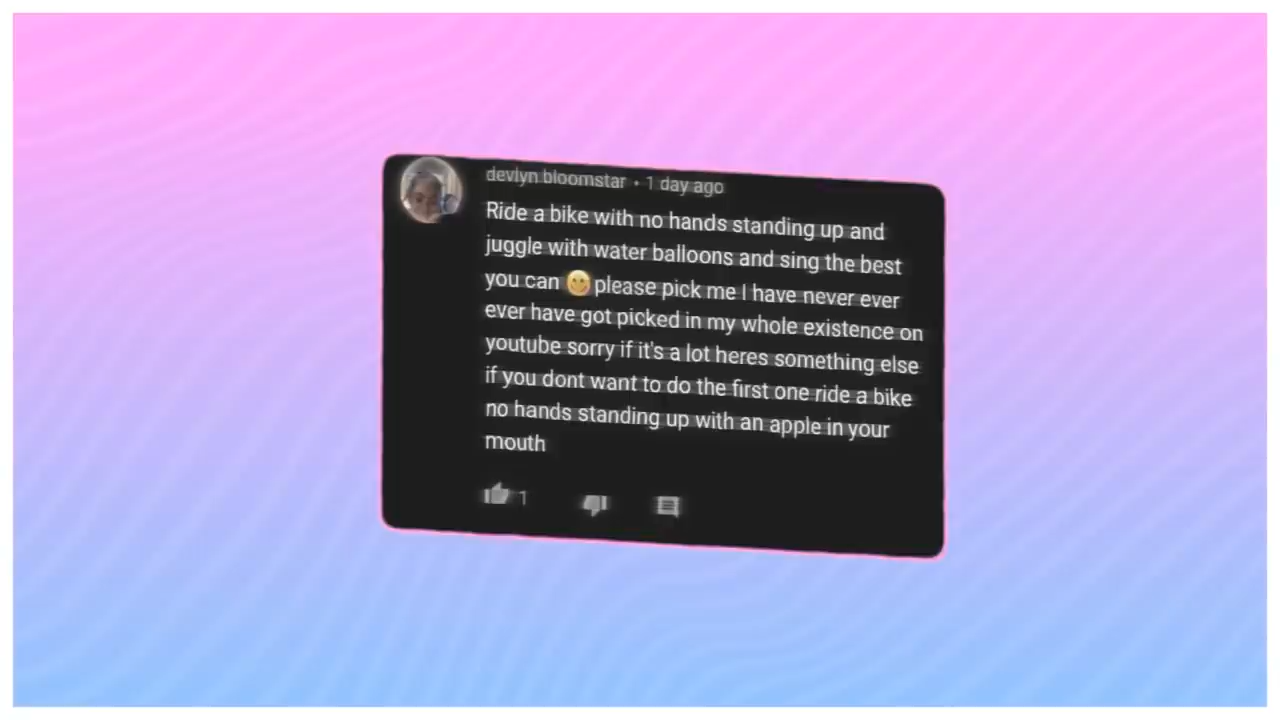 devlyn bloomstar • 1 day ago
Ride a bike with no hands standing up and
juggle with water balloons and sing the best
you can 😋 please pick me I have never ever
ever have got picked in my whole existence on
youtube sorry if it's a lot heres something else
if you dont want to do the first one ride a bike
no hands standing up with an apple in your
mouth
1